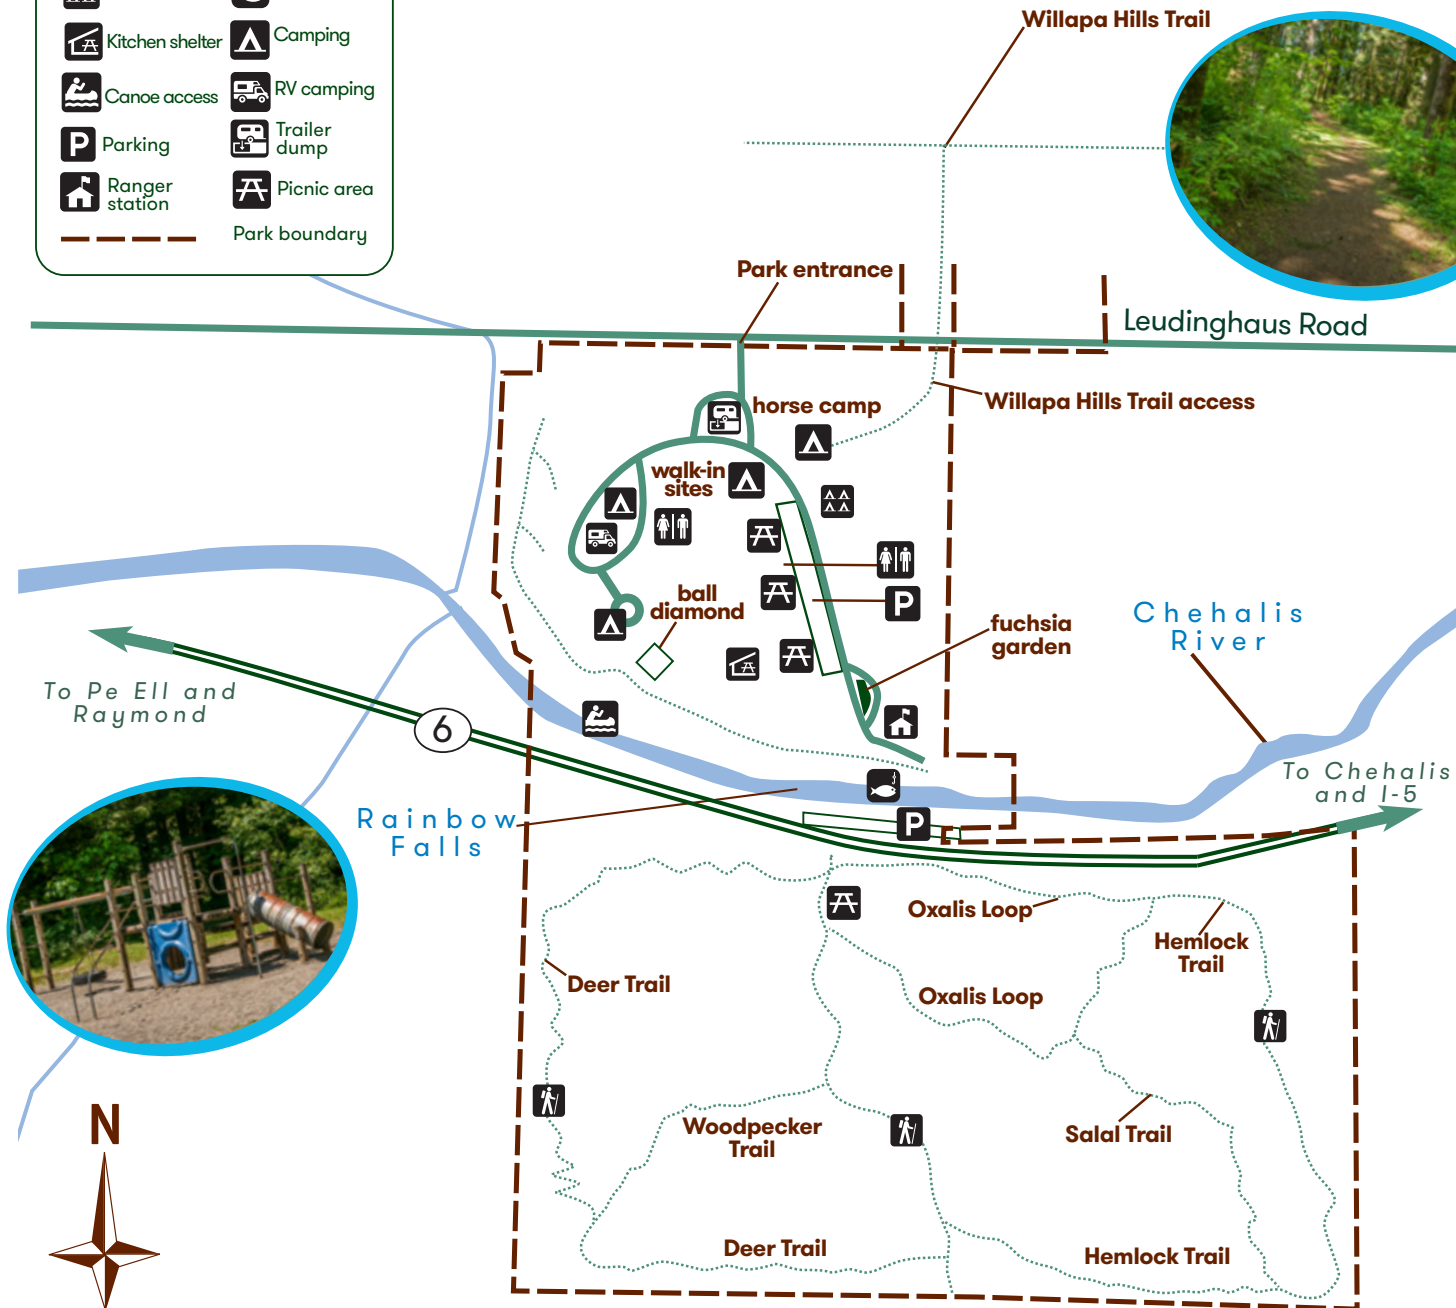 Willapa Hills Trail
Kitchen shelter
Camping
Canoe access
RV camping
P
Parking
Trailer
dump
Ranger
station
Picnic area
Park boundary
Park entrance
Leudinghaus Road
horse camp
Willapa Hills Trail access
walk-in
sites
ball
diamond
P
fuchsia
garden
Chehalis
River
To Pe Ell and
Raymond
6
To Chehalis
and I-5
Rainbow
Falls
P
Oxalis Loop
Hemlock
Trail
Deer Trail
Oxalis Loop
N
Woodpecker
Trail
Salal Trail
Deer Trail
Hemlock Trail